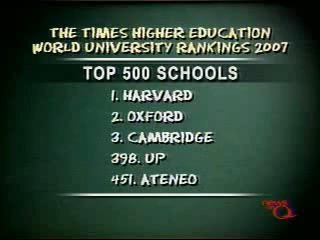 THE TIMES HIGHER EDUCATION
WORLD UNIVERSITY RANKINGS 2007
TOP 500 SCHOOLS
1. HARVARD
2. OXFORD
3. CAMBRIDGE
398. UP
451. ATENEO
news
Q